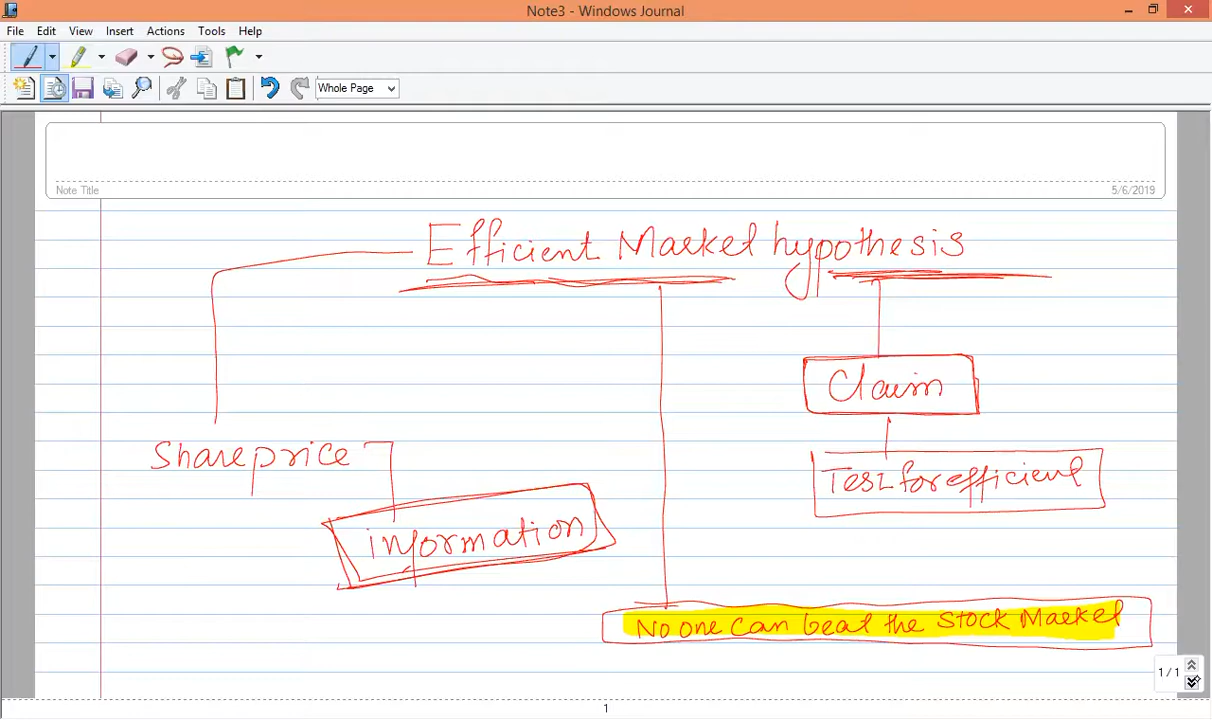 Note3 - Windows Journal
File Edit View Insert Actions Tools Help
Whole Page
Note Title
5/6/2019
Efficient Market hypothesis
Claim
Share price
Test for efficient
information
No one Can beat the Stock Market
1/1
1